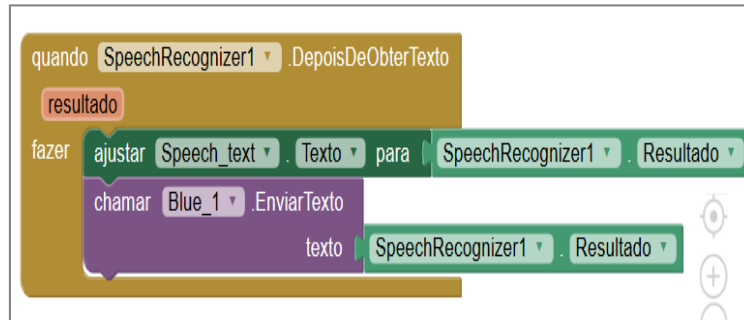 quando SpeechRecognizer1 .DepoisDeObterTexto
resultado
fazer ajustar Speech_text . Texto para SpeechRecognizer1 . Resultado
chamar Blue_1 .EnviarTexto
texto SpeechRecognizer1 . Resultado